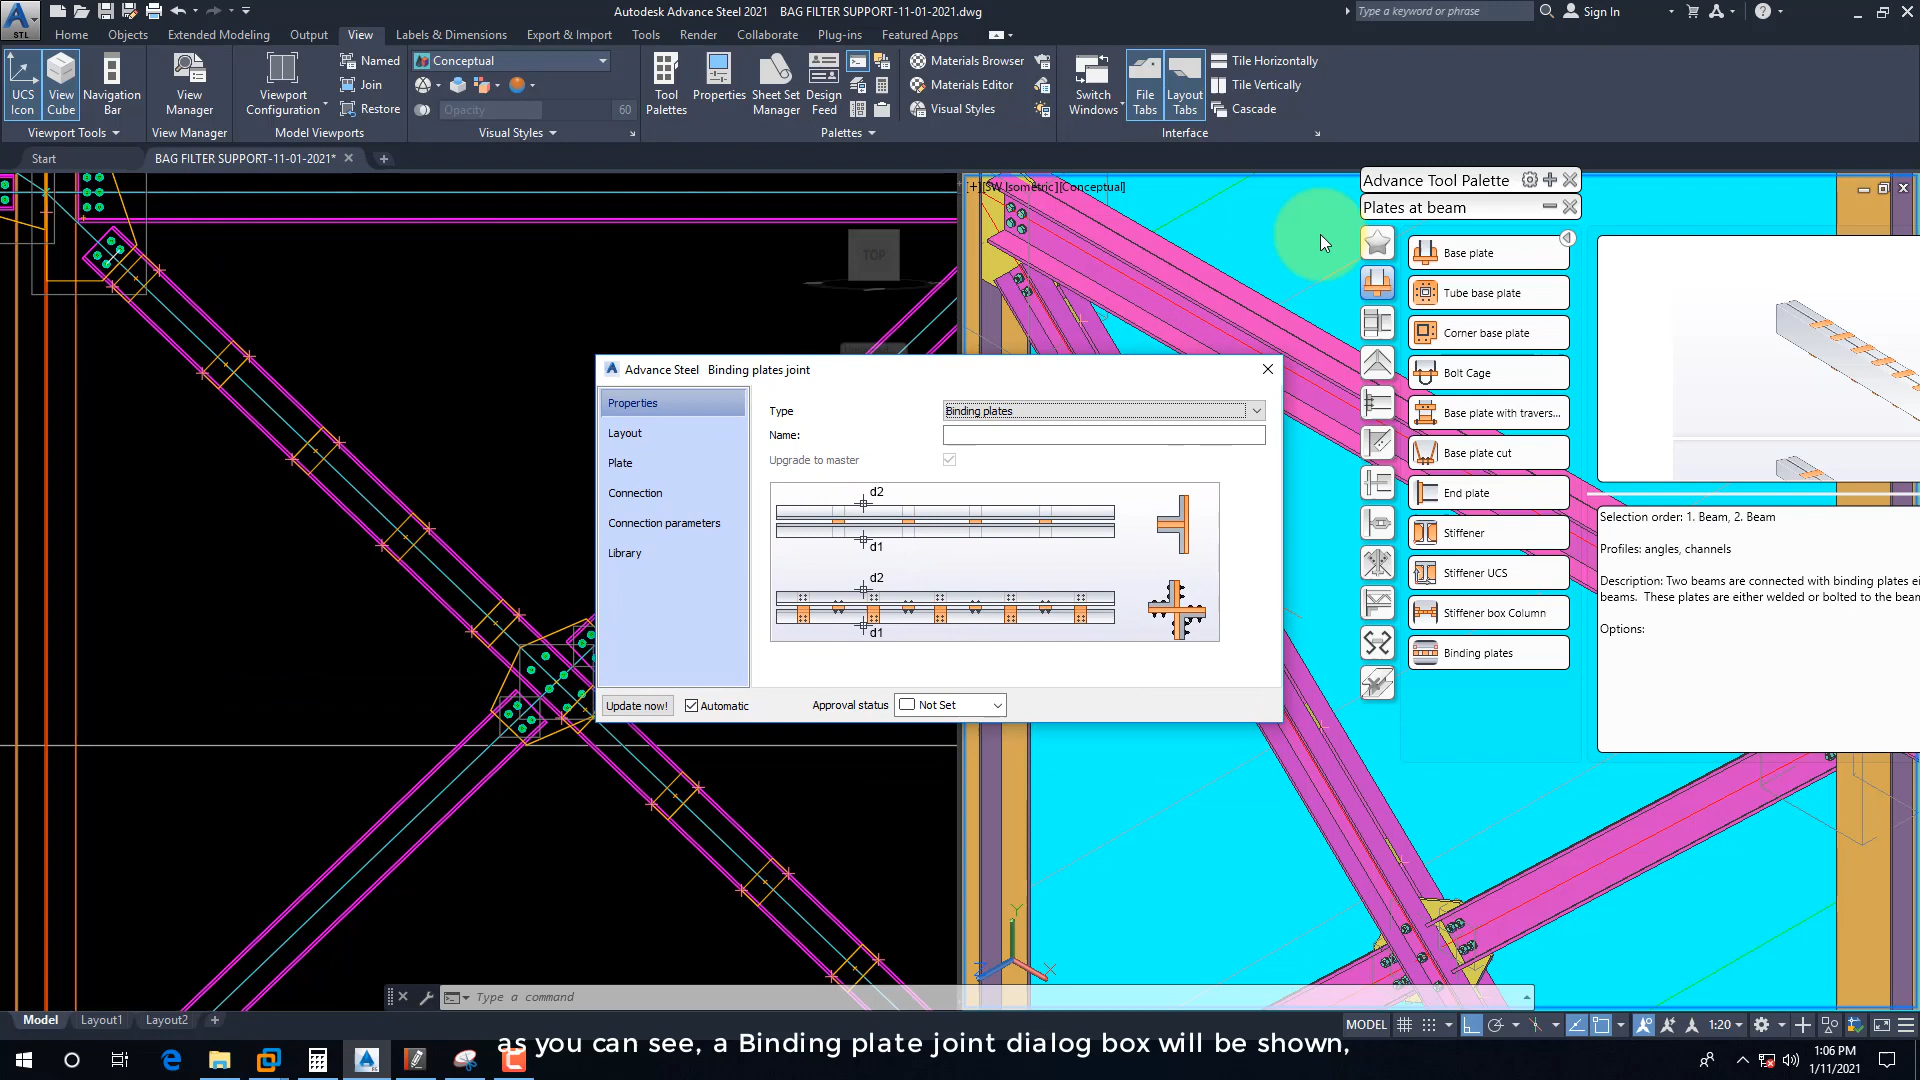 Autodesk Advance Steel 2021 BAG FILTER SUPPORT-11-01-2021.dwg
Type a keyword or phrase
Sign In
STL
Home Objects Extended Modeling Output View Labels & Dimensions Export & Import Tools Render Collaborate Plug-ins Featured Apps
UCS Icon
View Cube
Navigation Bar
View Manager
Viewport Configuration
Named
Join
Restore
Conceptual
Opacity 60
Tool Palettes
Properties
Sheet Set Manager
Design Feed
Materials Browser
Materials Editor
Visual Styles
Switch Windows
File Tabs
Layout Tabs
Tile Horizontally
Tile Vertically
Cascade
Viewport Tools View Manager Model Viewports Visual Styles Palettes Interface
Start BAG FILTER SUPPORT-11-01-2021*
[+][SW Isometric][Conceptual]
TOP
Advance Tool Palette
Plates at beam
Base plate
Tube base plate
Corner base plate
Bolt Cage
Base plate with travers...
Base plate cut
End plate
Stiffener
Stiffener UCS
Stiffener box Column
Binding plates
Selection order: 1. Beam, 2. Beam
Profiles: angles, channels
Description: Two beams are connected with binding plates ei
beams. These plates are either welded or bolted to the bea
Options:
Advance Steel Binding plates joint
Properties
Layout
Plate
Connection
Connection parameters
Library
Type Binding plates
Name:
Upgrade to master
d2
d1
d2
d1
Update now! Automatic Approval status Not Set
Y
X
Z
Type a command
Model Layout1 Layout2
MODEL 1:20
as you can see, a Binding plate joint dialog box will be shown,
1:06 PM
1/11/2021